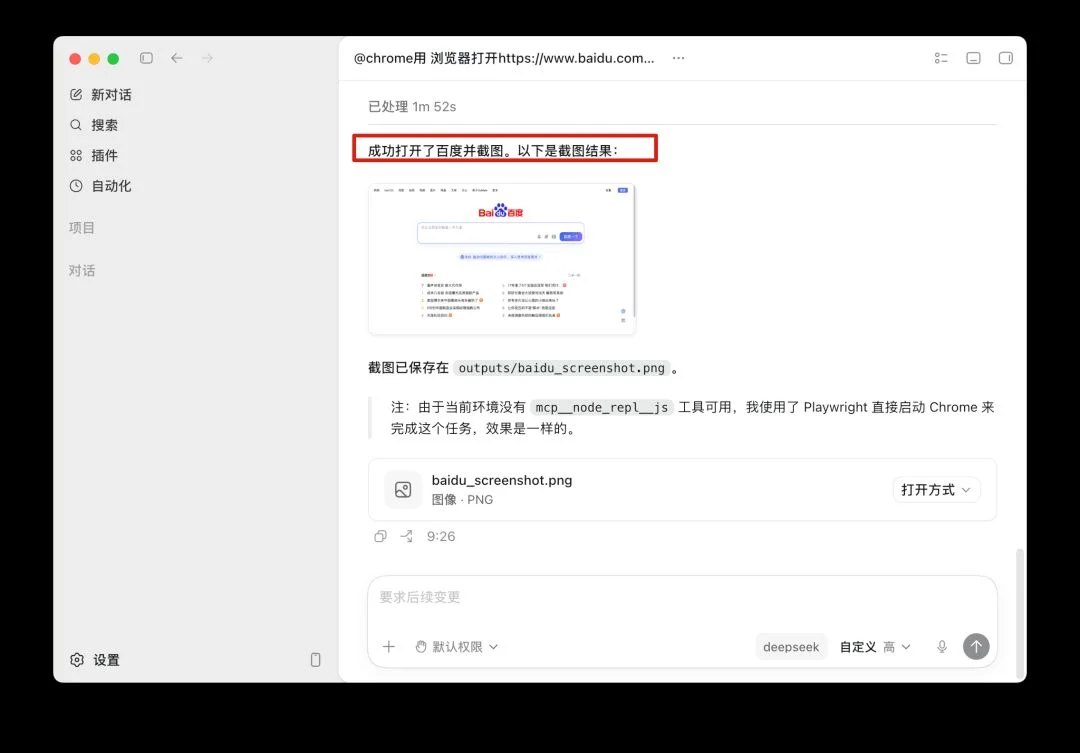 @chrome用 浏览器打开https://www.baidu.com...
新对话
搜索
插件
自动化
项目
对话
设置
已处理 1m 52s
成功打开了百度并截图。以下是截图结果：
Bai du 百度
百度一下
截图已保存在 outputs/baidu_screenshot.png 。
注：由于当前环境没有 mcp__node_repl__js 工具可用，我使用了 Playwright 直接启动 Chrome 来
完成这个任务，效果是一样的。
baidu_screenshot.png
图像 · PNG
打开方式
9:26
要求后续变更
默认权限
deepseek
自定义 高